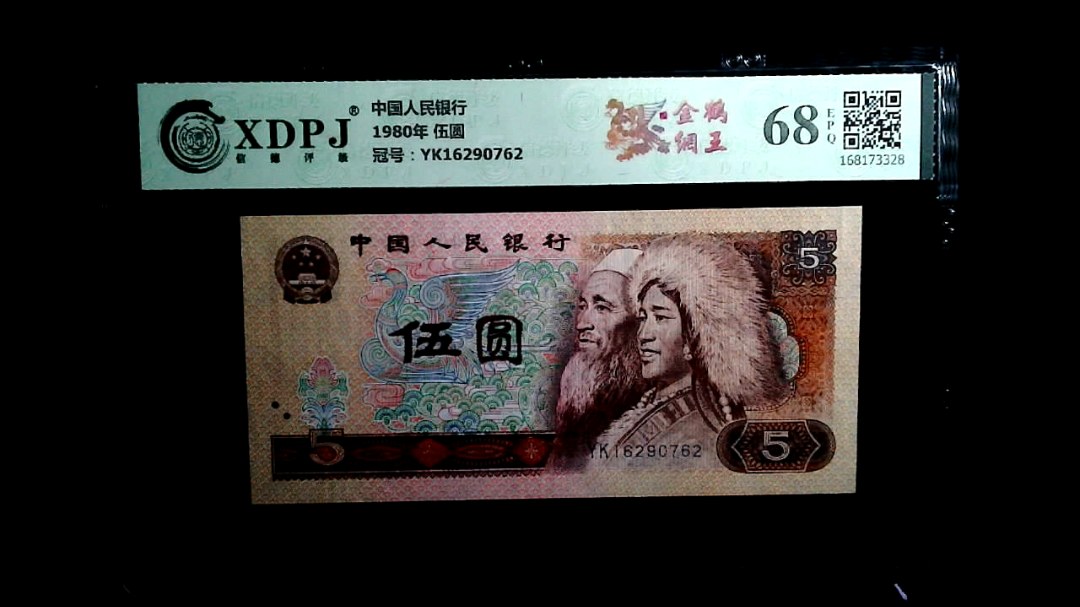 XDPJ®
信德评级
中国人民银行
1980年 伍圆
冠号：YK16290762
金鹤
网王
68
EPQ
168173328
中国人民银行
5
伍圆
5
YK16290762
5